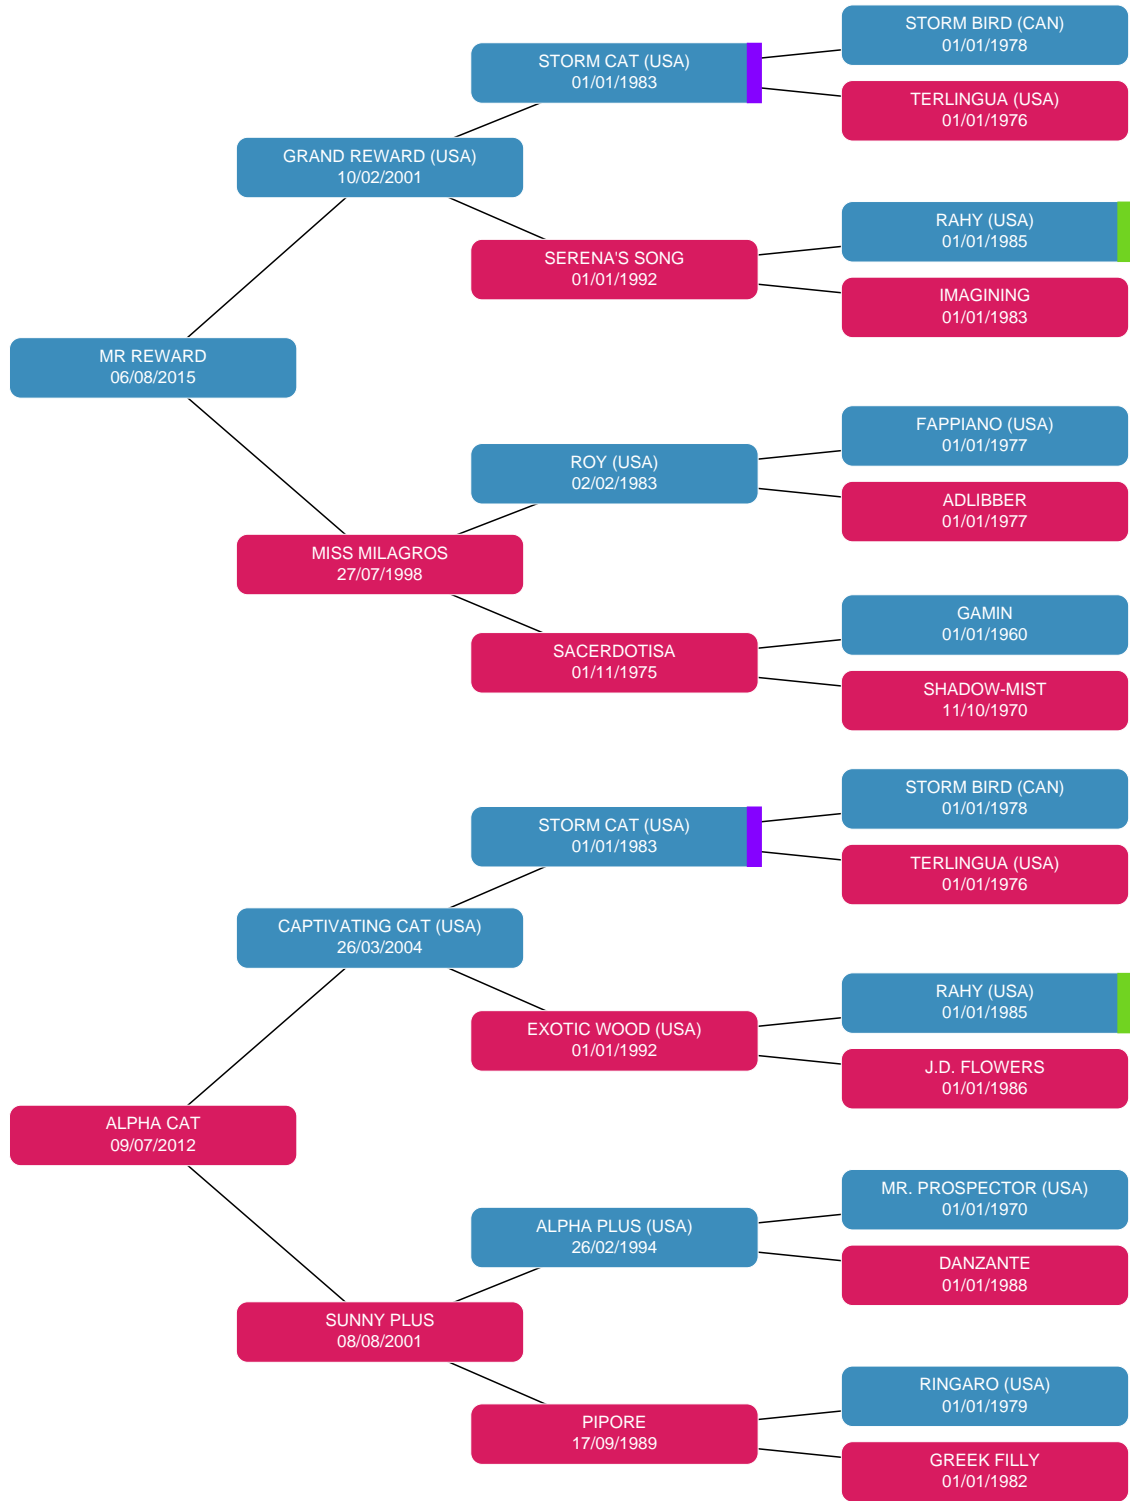 STORM BIRD (CAN)
01/01/1978
STORM CAT (USA)
01/01/1983
TERLINGUA (USA)
01/01/1976
GRAND REWARD (USA)
10/02/2001
RAHY (USA)
01/01/1985
SERENA'S SONG
01/01/1992
IMAGINING
01/01/1983
MR REWARD
06/08/2015
FAPPIANO (USA)
01/01/1977
ROY (USA)
02/02/1983
ADLIBBER
01/01/1977
MISS MILAGROS
27/07/1998
GAMIN
01/01/1960
SACERDOTISA
01/11/1975
SHADOW-MIST
11/10/1970
STORM BIRD (CAN)
01/01/1978
STORM CAT (USA)
01/01/1983
TERLINGUA (USA)
01/01/1976
CAPTIVATING CAT (USA)
26/03/2004
RAHY (USA)
01/01/1985
EXOTIC WOOD (USA)
01/01/1992
J.D. FLOWERS
01/01/1986
ALPHA CAT
09/07/2012
MR. PROSPECTOR (USA)
01/01/1970
ALPHA PLUS (USA)
26/02/1994
DANZANTE
01/01/1988
SUNNY PLUS
08/08/2001
RINGARO (USA)
01/01/1979
PIPORE
17/09/1989
GREEK FILLY
01/01/1982